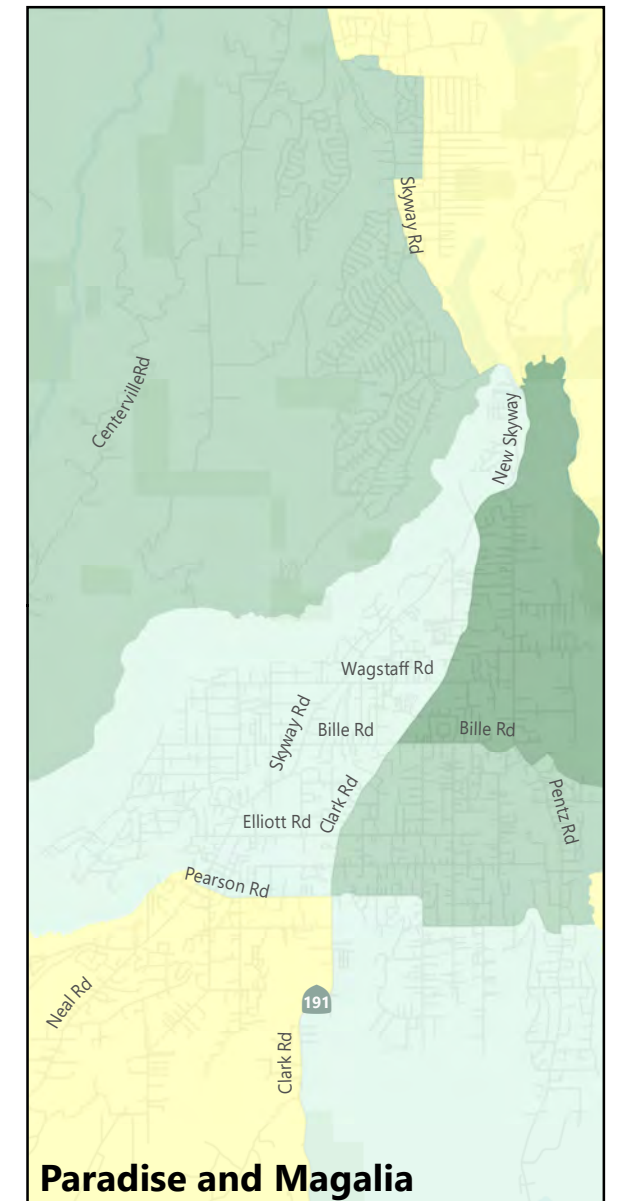 Skyway Rd
CentervilleRd
New Skyway
Wagstaff Rd
Skyway Rd
Bille Rd
Bille Rd
Clark Rd
Pentz Rd
Elliott Rd
Pearson Rd
Neal Rd
191
Clark Rd
Paradise and Magalia